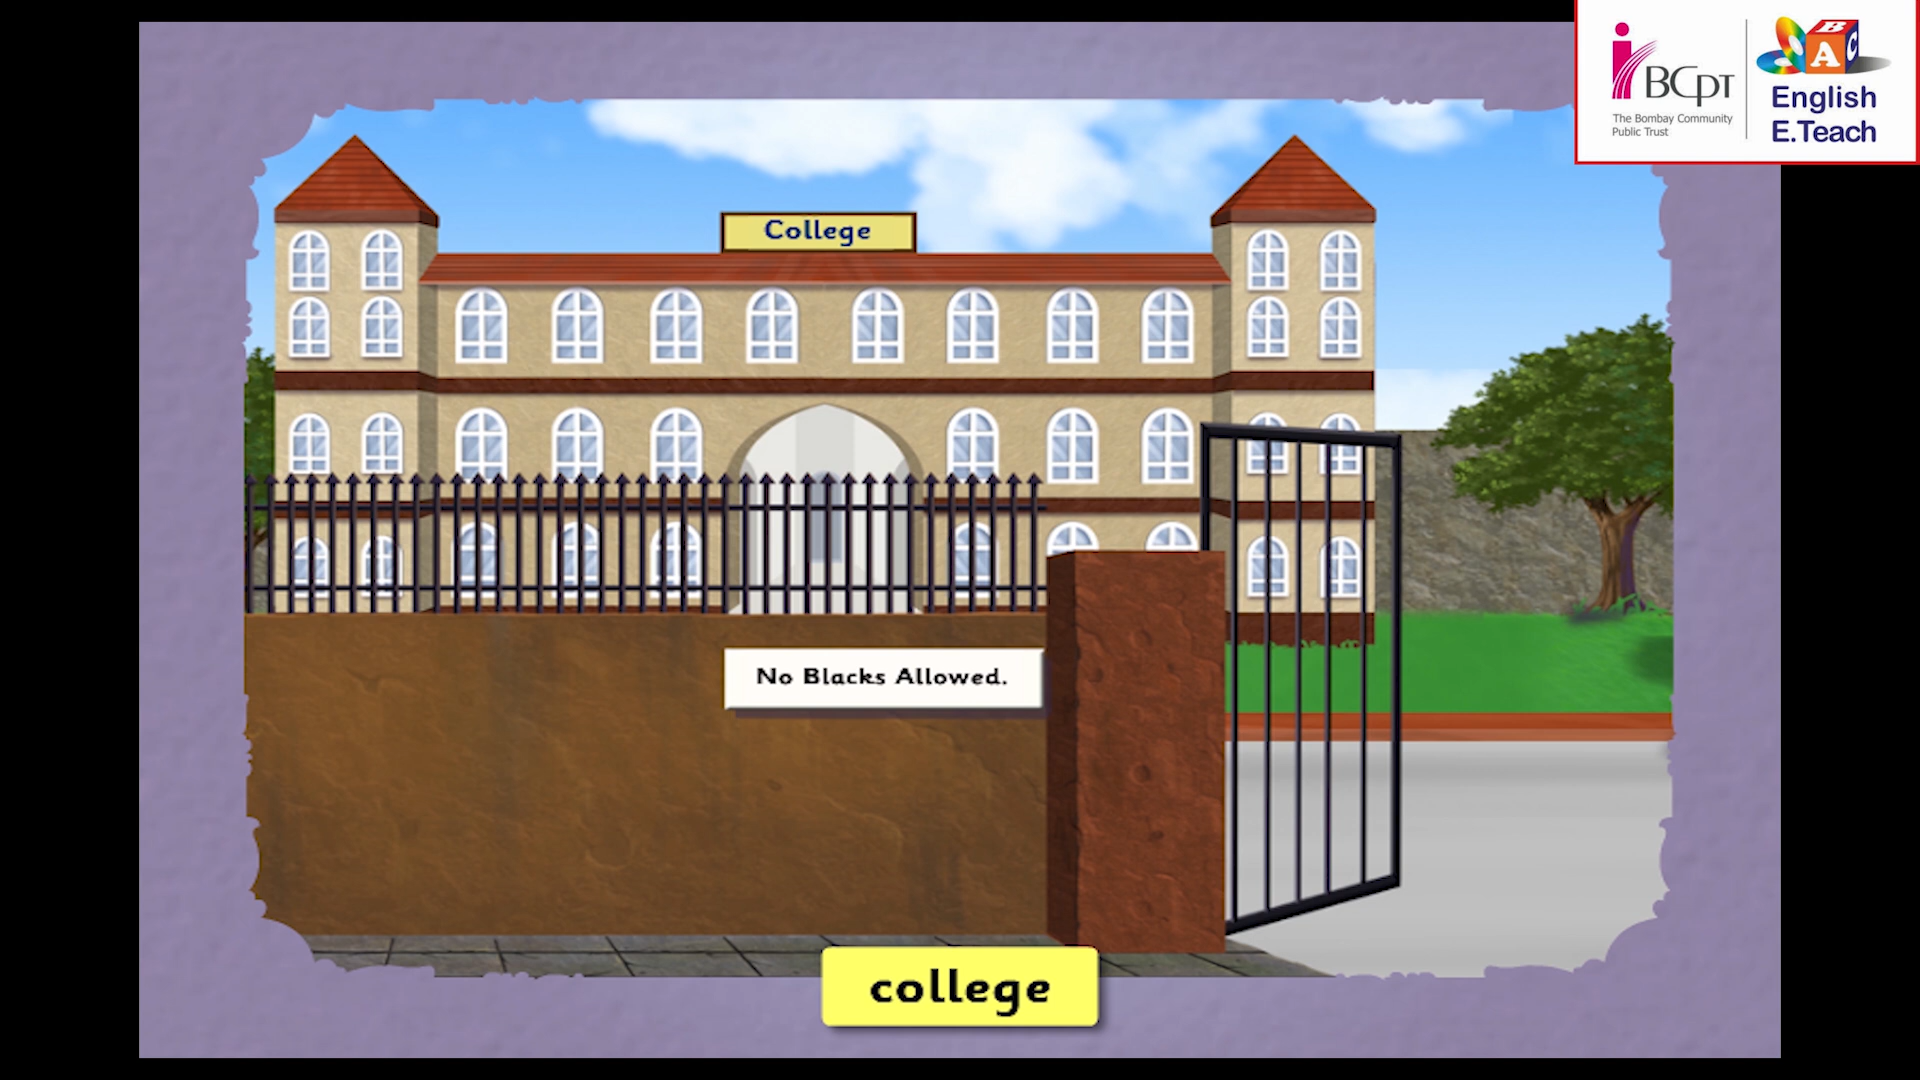 BCPT
The Bombay Community
Public Trust
B
A
C
English
E.Teach
College
No Blacks Allowed.
college